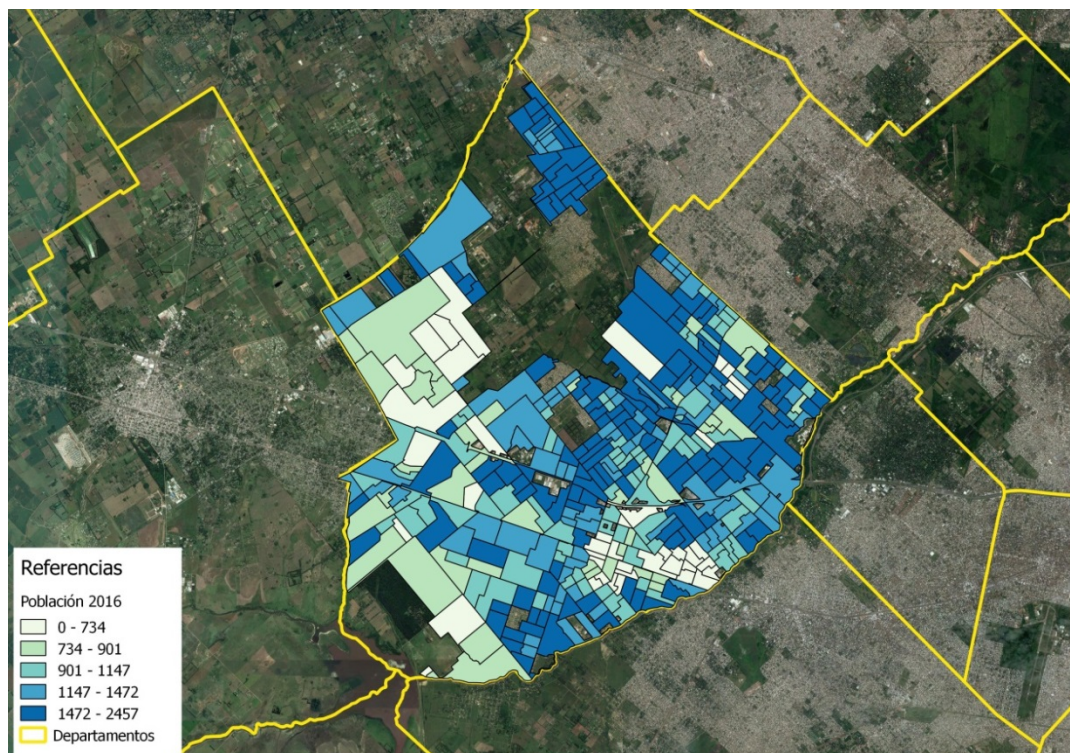 Referencias
Población 2016
0 - 734
734 - 901
901 - 1147
1147 - 1472
1472 - 2457
Departamentos